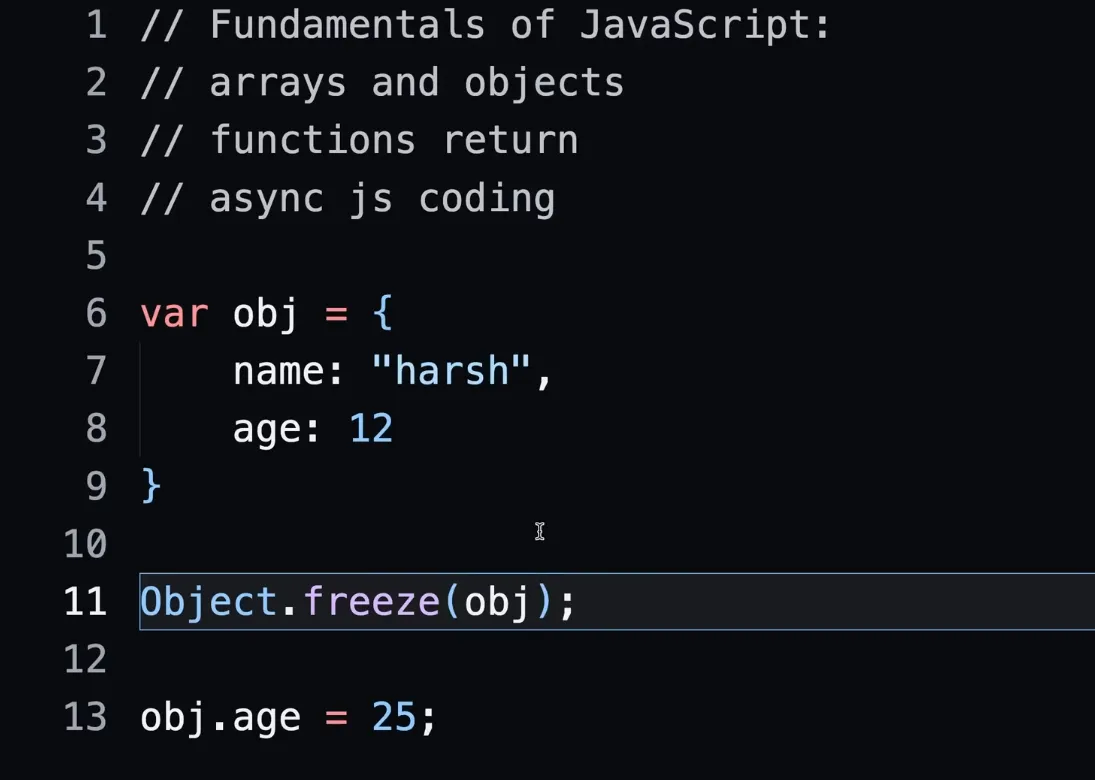 1 // Fundamentals of JavaScript:
2 // arrays and objects
3 // functions return
4 // async js coding
5
6 var obj = {
7     name: "harsh",
8     age: 12
9 }
10
11 Object.freeze(obj);
12
13 obj.age = 25;